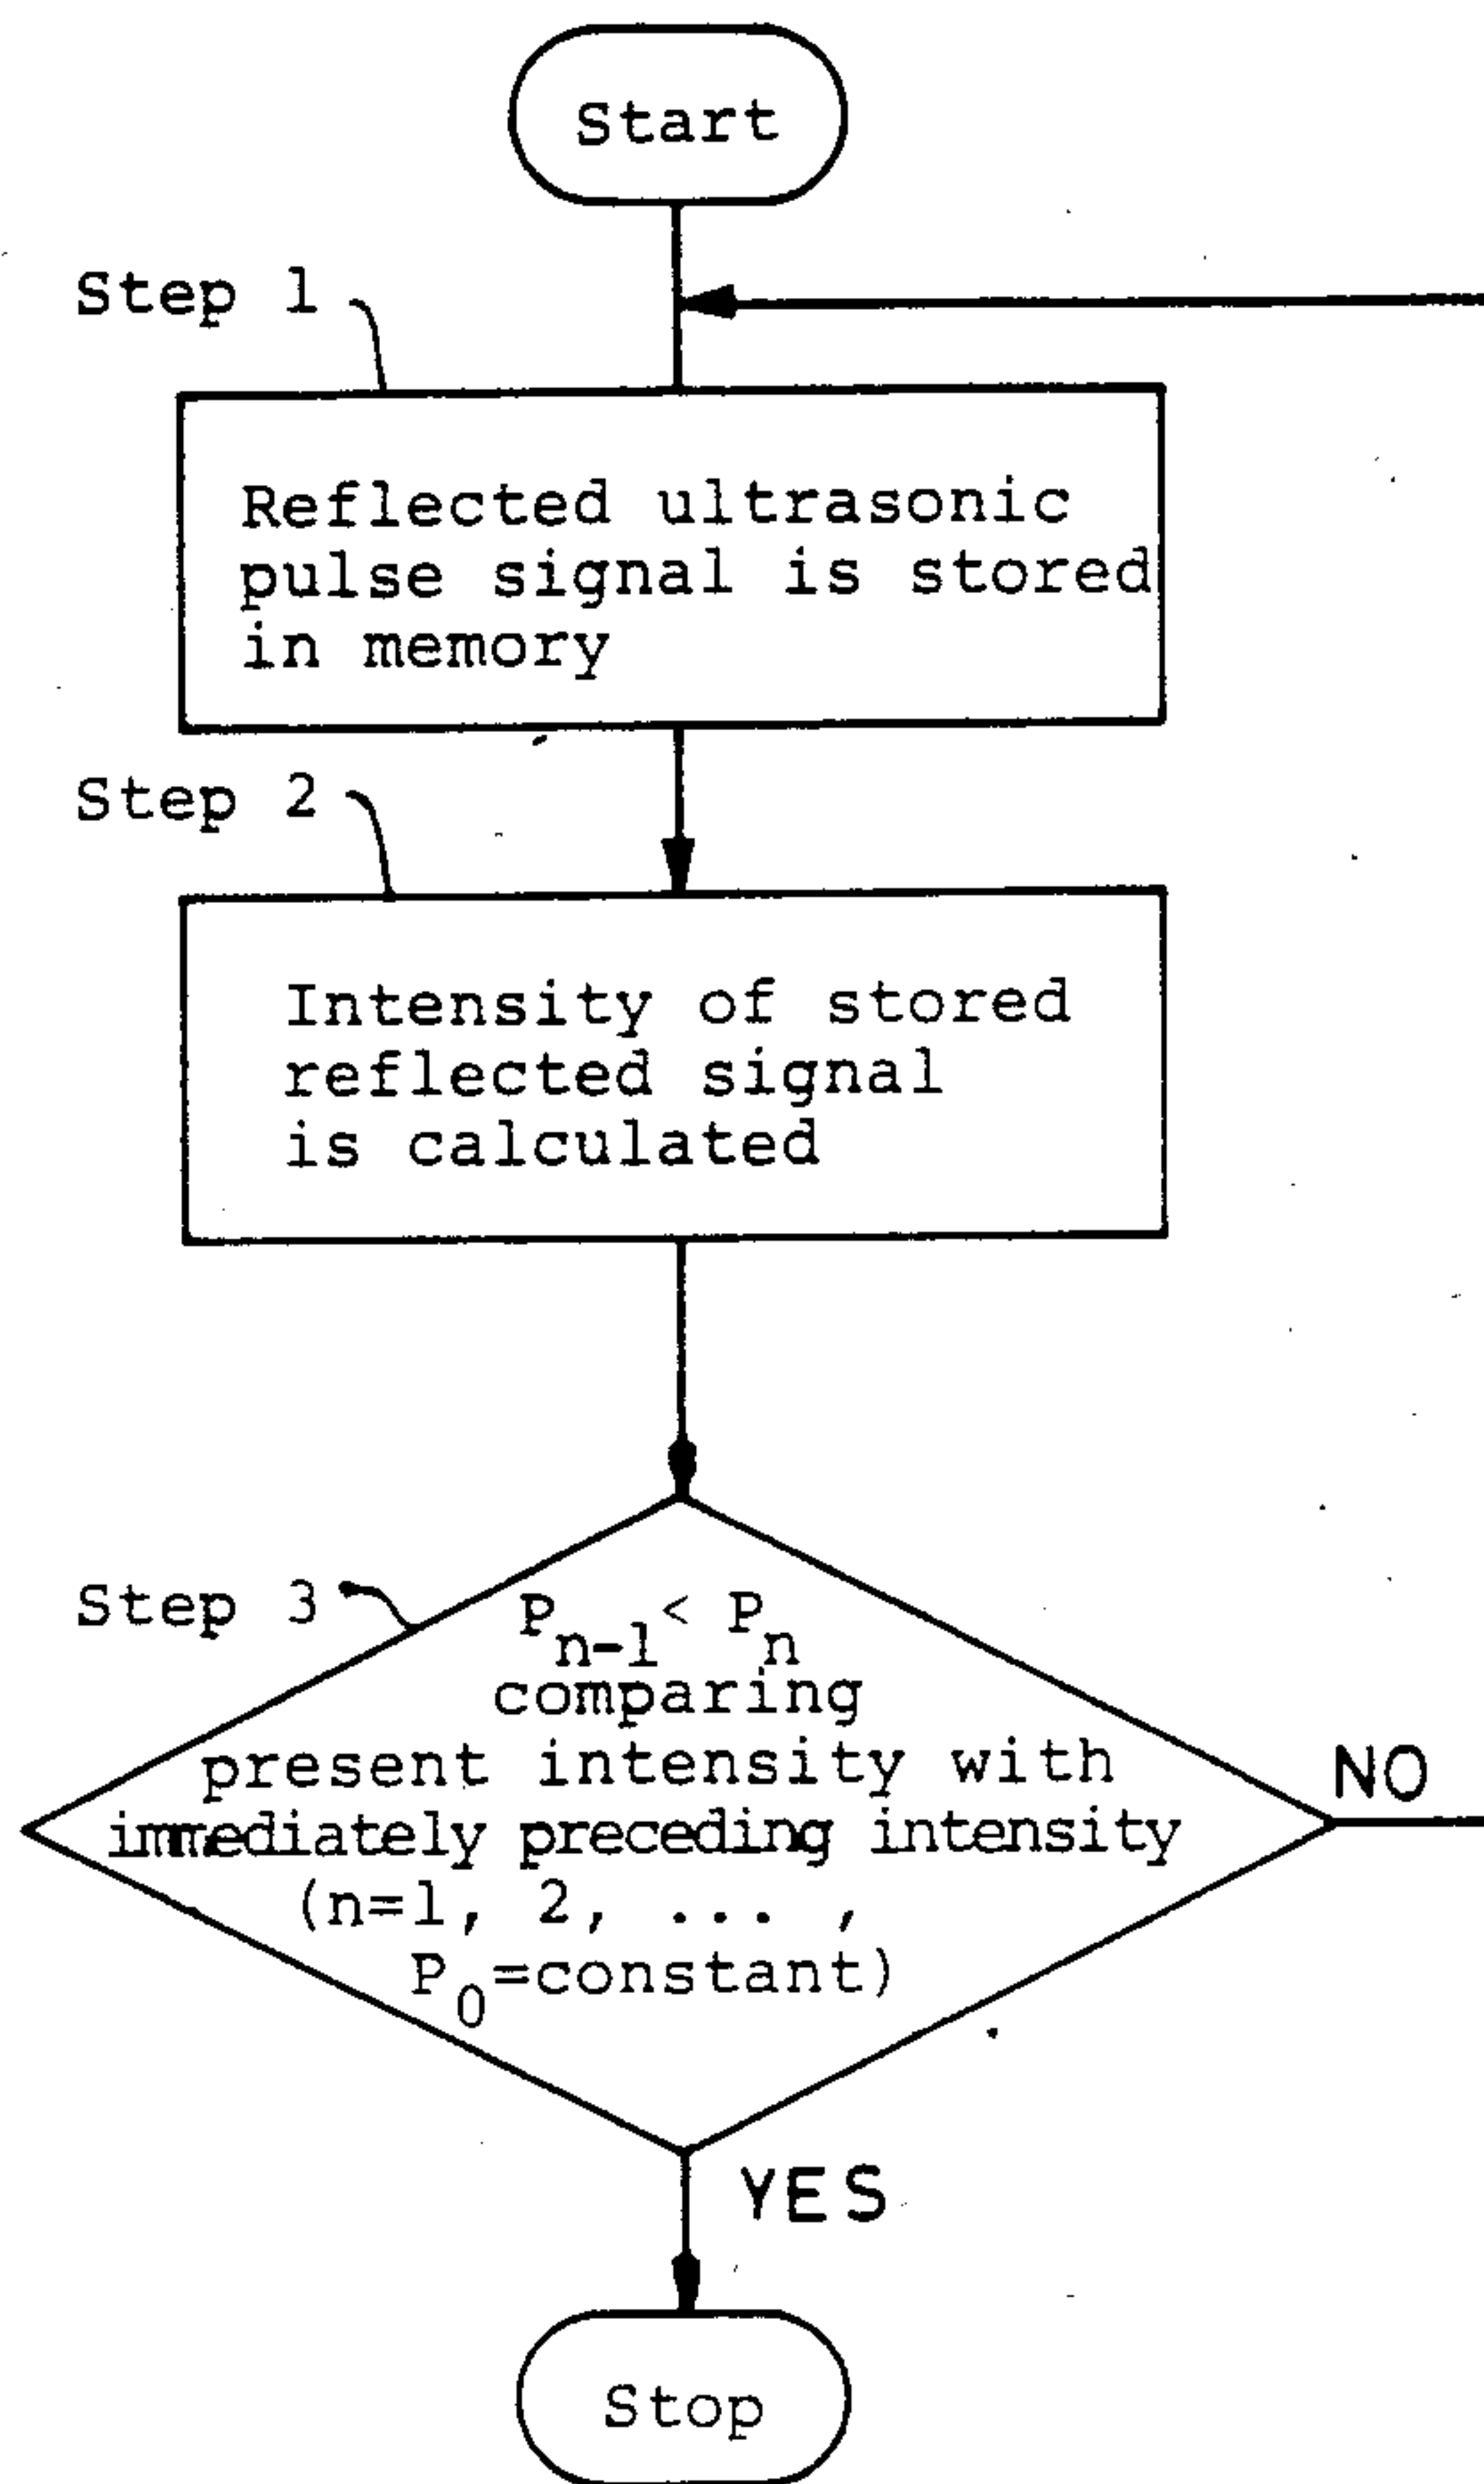 Start
Step 1
Reflected ultrasonic
pulse signal is stored
in memory
Step 2
Intensity of stored
reflected signal
is calculated
Step 3
Pn-1 < Pn
comparing
present intensity with
immediately preceding intensity
(n=1, 2, ... ,
P0=constant)
NO
YES
Stop